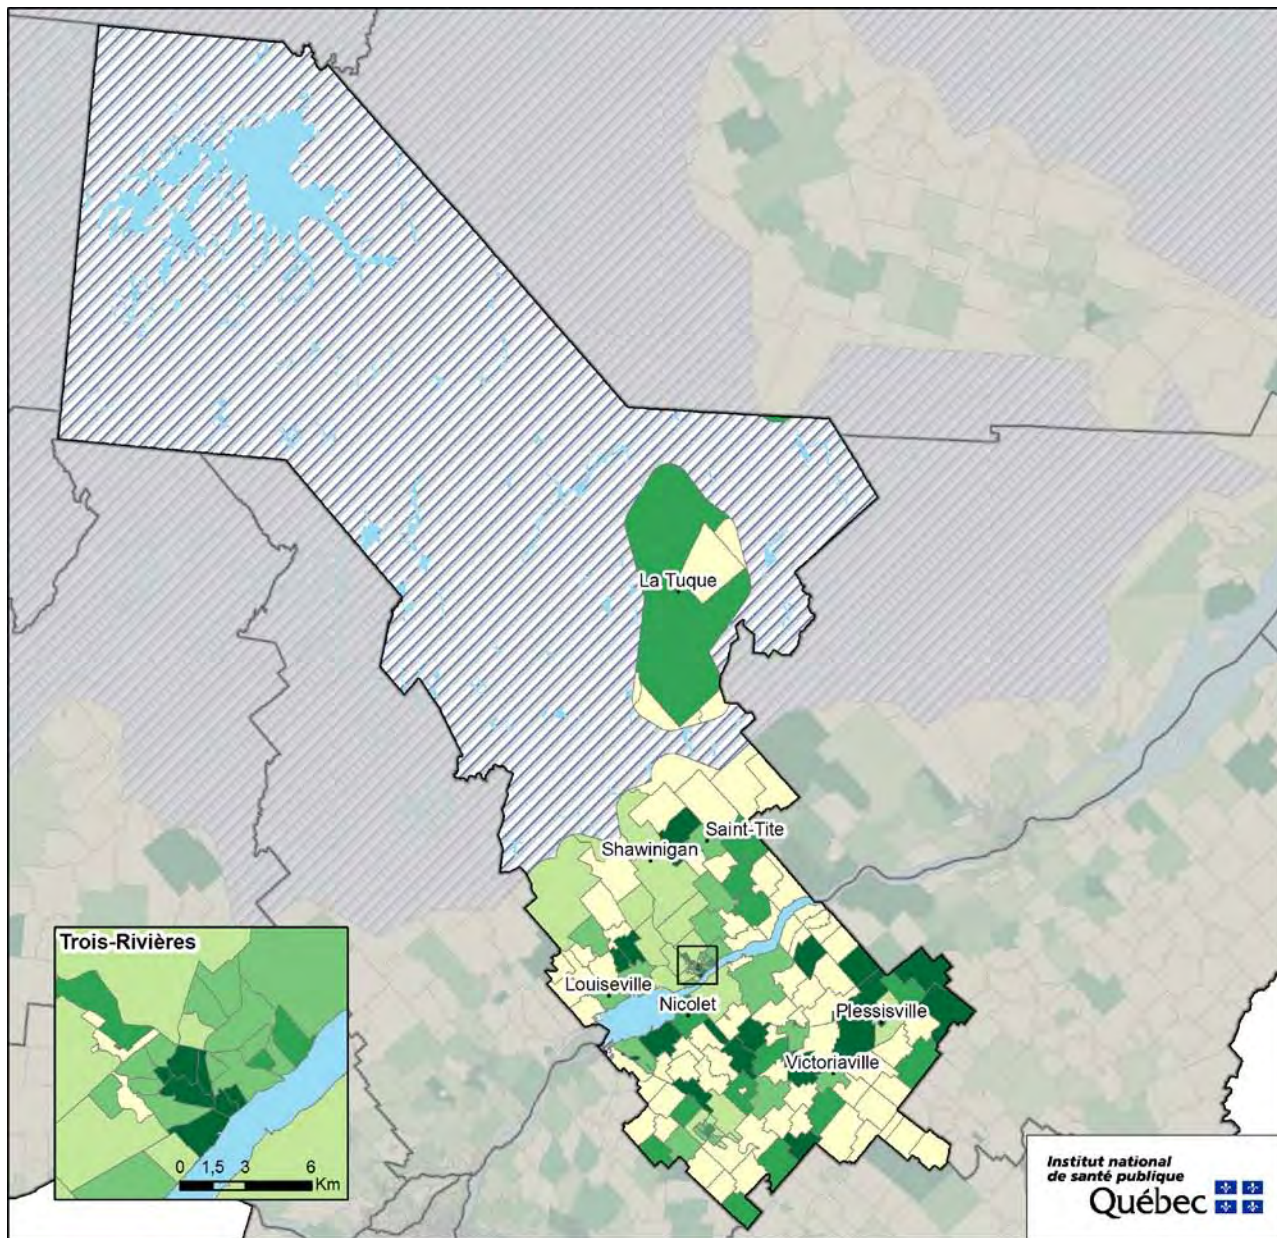 La Tuque
Saint-Tite
Shawinigan
Trois-Rivières
Louiseville
Nicolet
Plessisville
Victoriaville
0 1,5 3 6
Km
Institut national
de santé publique
Québec